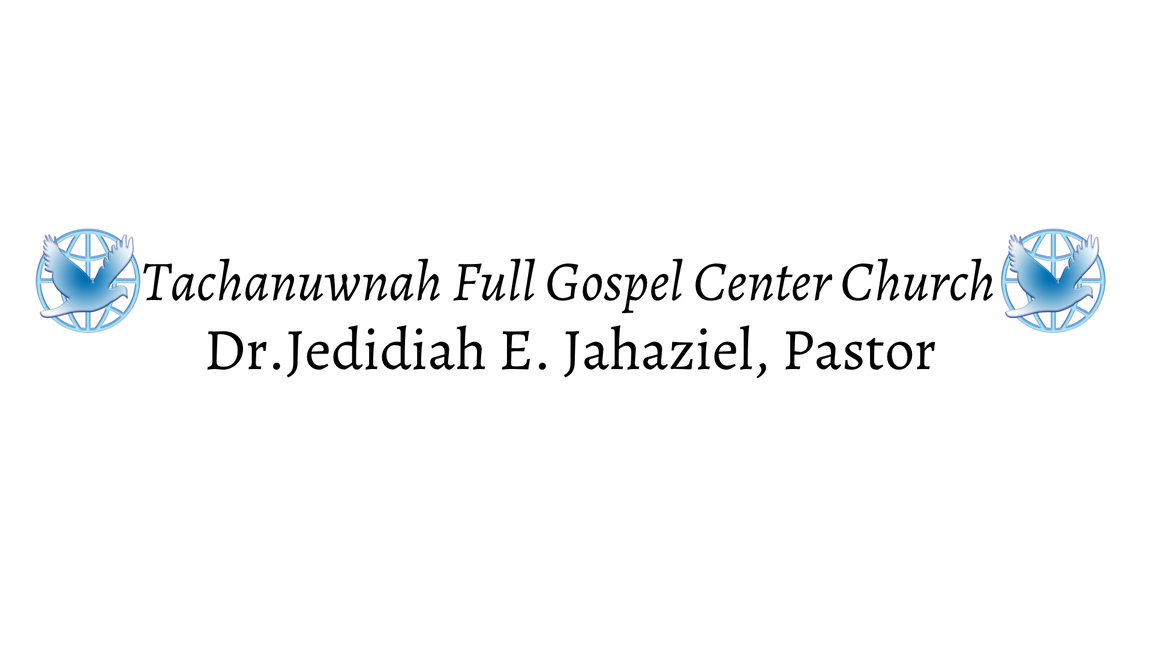 Tachanuwnah Full Gospel Center Church
Dr.Jedidiah E. Jahaziel, Pastor